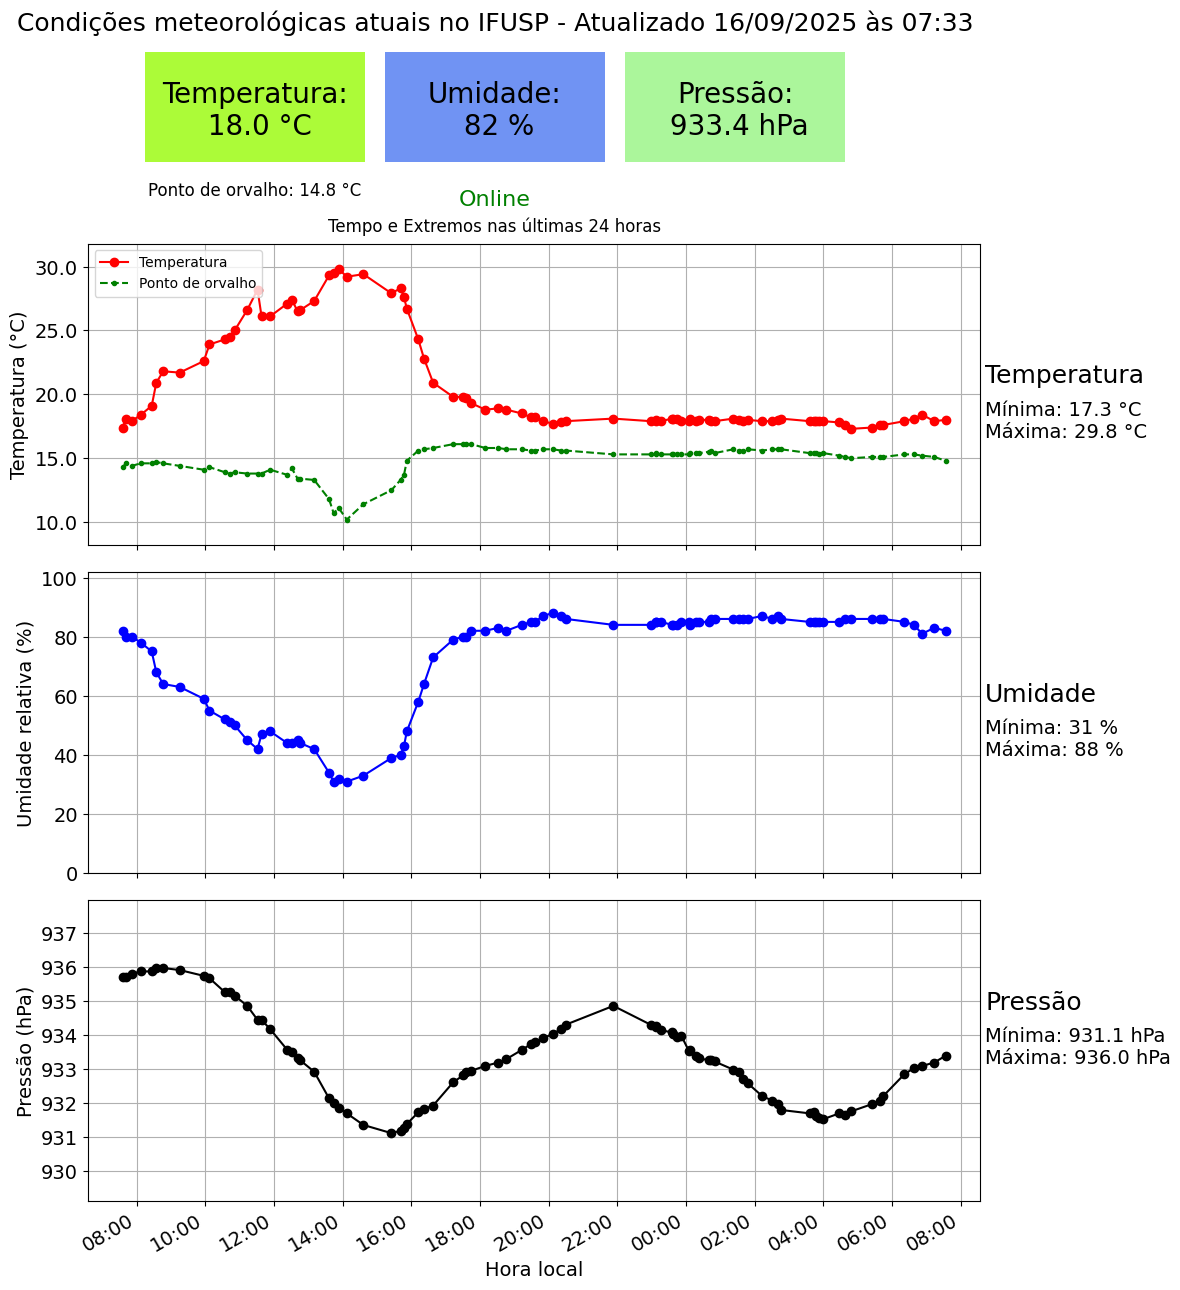 Condições meteorológicas atuais no IFUSP - Atualizado 16/09/2025 às 07:33
Temperatura:
18.0 °C
Umidade:
82 %
Pressão:
933.4 hPa
Ponto de orvalho: 14.8 °C
Online
Tempo e Extremos nas últimas 24 horas
Temperatura
Ponto de orvalho
30.0
25.0
20.0
15.0
10.0
Temperatura (°C)
Temperatura
Mínima: 17.3 °C
Máxima: 29.8 °C
100
80
60
40
20
0
Umidade relativa (%)
Umidade
Mínima: 31 %
Máxima: 88 %
937
936
935
934
933
932
931
930
Pressão (hPa)
Pressão
Mínima: 931.1 hPa
Máxima: 936.0 hPa
08:00 10:00 12:00 14:00 16:00 18:00 20:00 22:00 00:00 02:00 04:00 06:00 08:00
Hora local